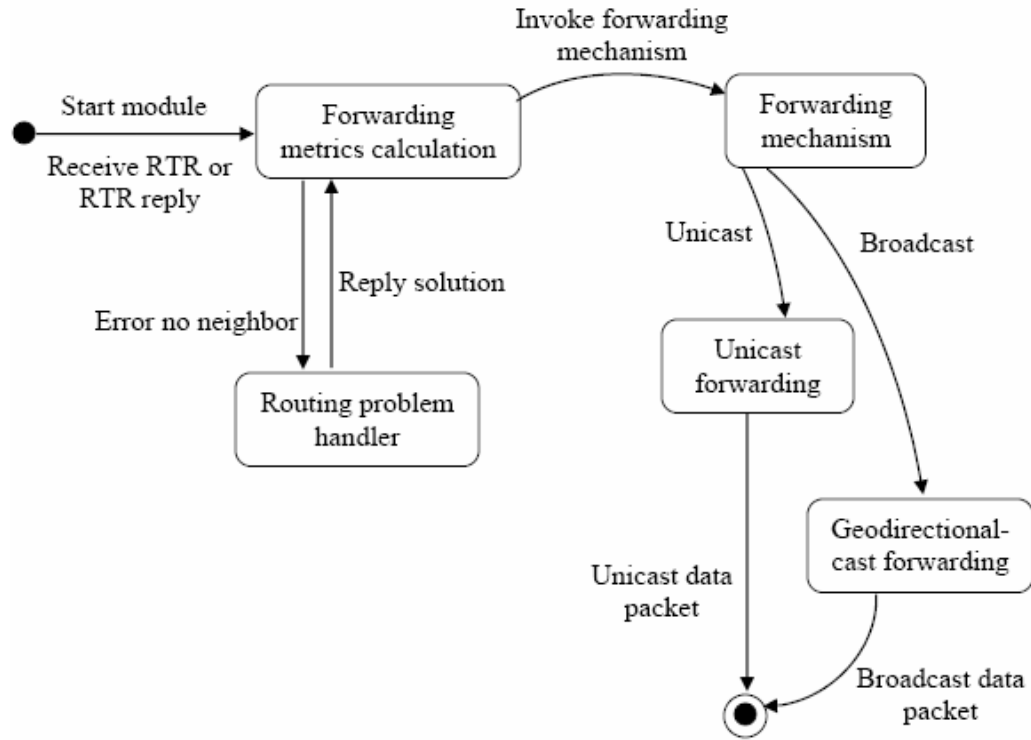 Invoke forwarding
mechanism
Start module
Receive RTR or
RTR reply
Forwarding
metrics calculation
Forwarding
mechanism
Unicast
Broadcast
Reply solution
Error no neighbor
Routing problem
handler
Unicast
forwarding
Geodirectional-
cast forwarding
Unicast data
packet
Broadcast data
packet